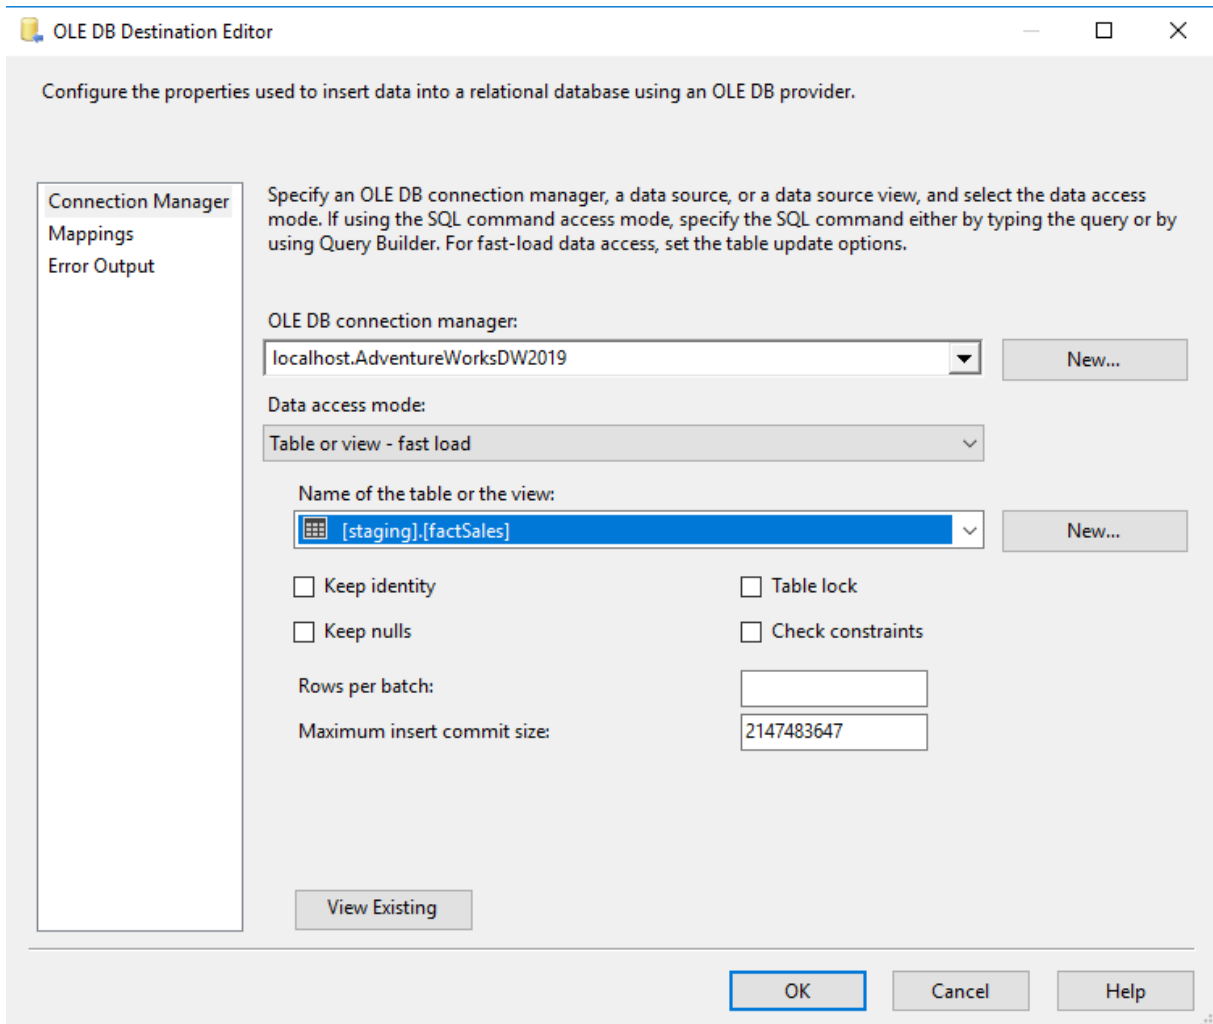 OLE DB Destination Editor
Configure the properties used to insert data into a relational database using an OLE DB provider.
Connection Manager
Mappings
Error Output
Specify an OLE DB connection manager, a data source, or a data source view, and select the data access
mode. If using the SQL command access mode, specify the SQL command either by typing the query or by
using Query Builder. For fast-load data access, set the table update options.
OLE DB connection manager:
localhost.AdventureWorksDW2019
New...
Data access mode:
Table or view - fast load
Name of the table or the view:
[staging].[factSales]
New...
Keep identity
Table lock
Keep nulls
Check constraints
Rows per batch:
Maximum insert commit size:
2147483647
View Existing
OK
Cancel
Help